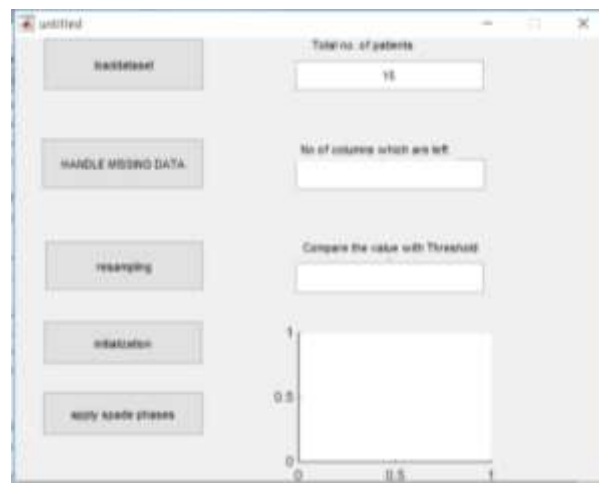 untitled
loaddataset
Total no. of patients
15
HANDLE MISSING DATA
No of columns which are left
resampling
Compare the value with Threshold
initialization
apply spade phases
1
0.5
0
0
0.5
1